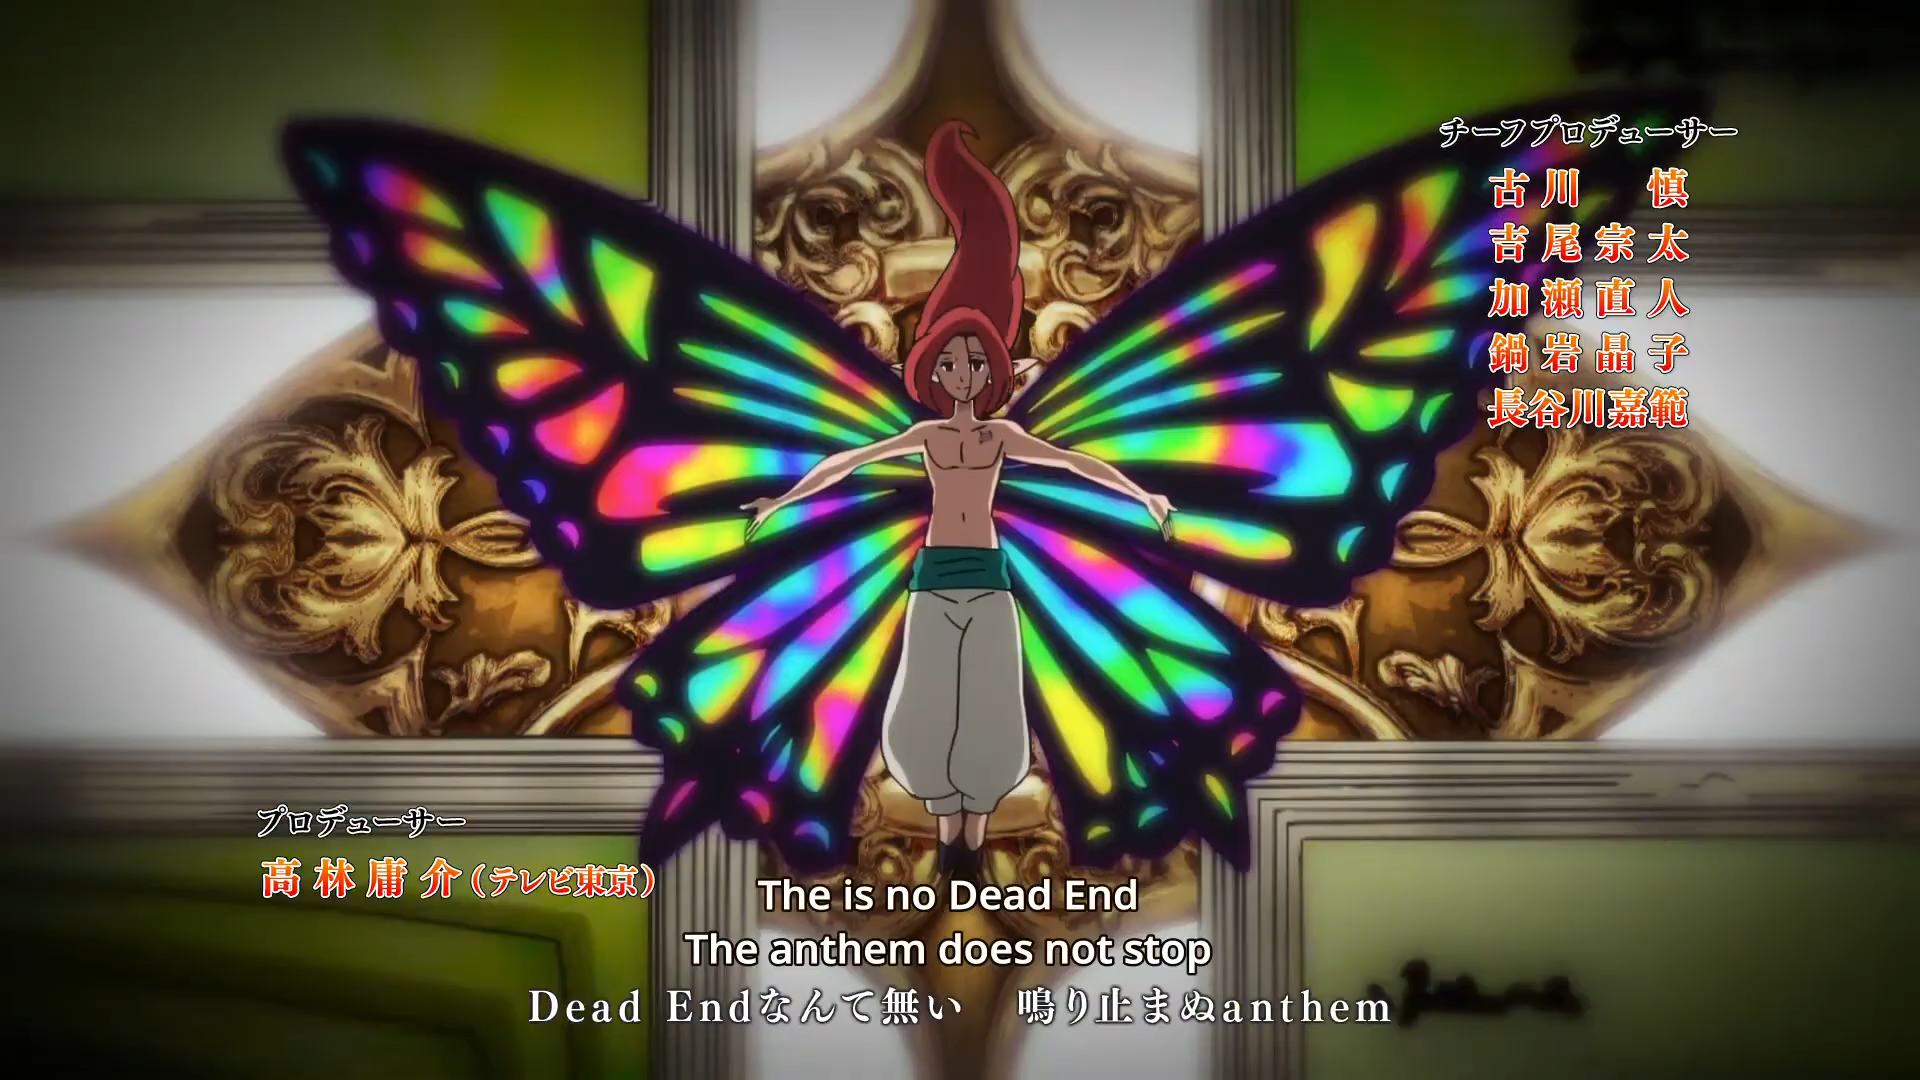 チーフプロデューサー
古川 慎
吉尾宗太
加瀬直人
鍋岩晶子
長谷川嘉範
プロデューサー
高林庸介(テレビ東京)
The is no Dead End
The anthem does not stop
Dead Endなんて無い 鳴り止まぬanthem